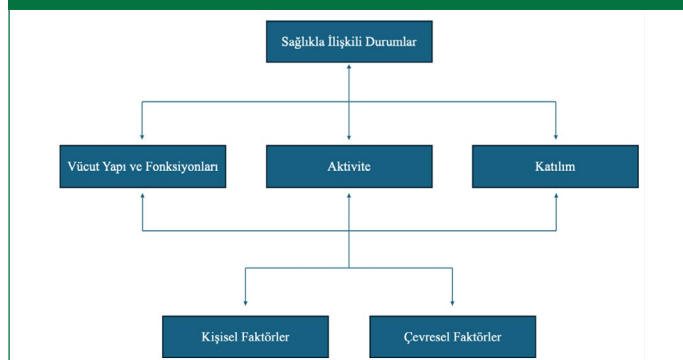 Sağlıkla İlişkili Durumlar
Vücut Yapı ve Fonksiyonları
Aktivite
Katılım
Kişisel Faktörler
Çevresel Faktörler